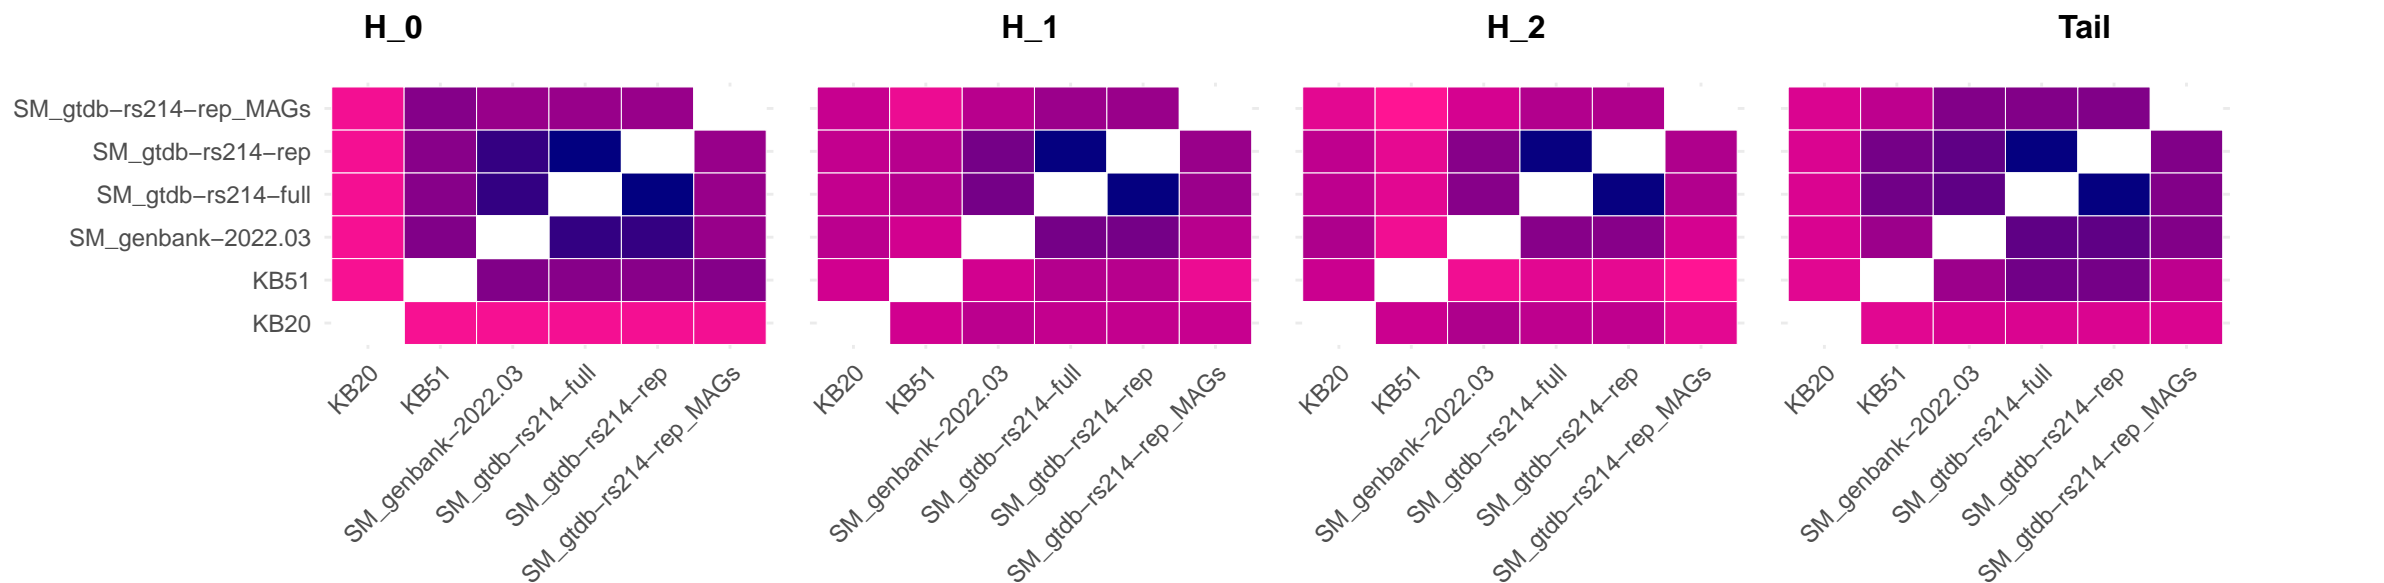 H_0
H_1
H_2
Tail
SM_gtdb−rs214−rep_MAGs
SM_gtdb−rs214−rep
SM_gtdb−rs214−full
SM_genbank−2022.03
KB51
KB20
KB20
KB51
SM_genbank−2022.03
SM_gtdb−rs214−full
SM_gtdb−rs214−rep
SM_gtdb−rs214−rep_MAGs
KB20
KB51
SM_genbank−2022.03
SM_gtdb−rs214−full
SM_gtdb−rs214−rep
SM_gtdb−rs214−rep_MAGs
KB20
KB51
SM_genbank−2022.03
SM_gtdb−rs214−full
SM_gtdb−rs214−rep
SM_gtdb−rs214−rep_MAGs
KB20
KB51
SM_genbank−2022.03
SM_gtdb−rs214−full
SM_gtdb−rs214−rep
SM_gtdb−rs214−rep_MAGs